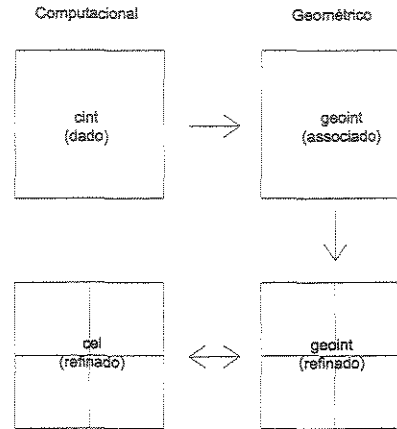 Computacional
Geométrico
cint
(dado)
geoint
(associado)
cel
(refinado)
geoint
(refinado)